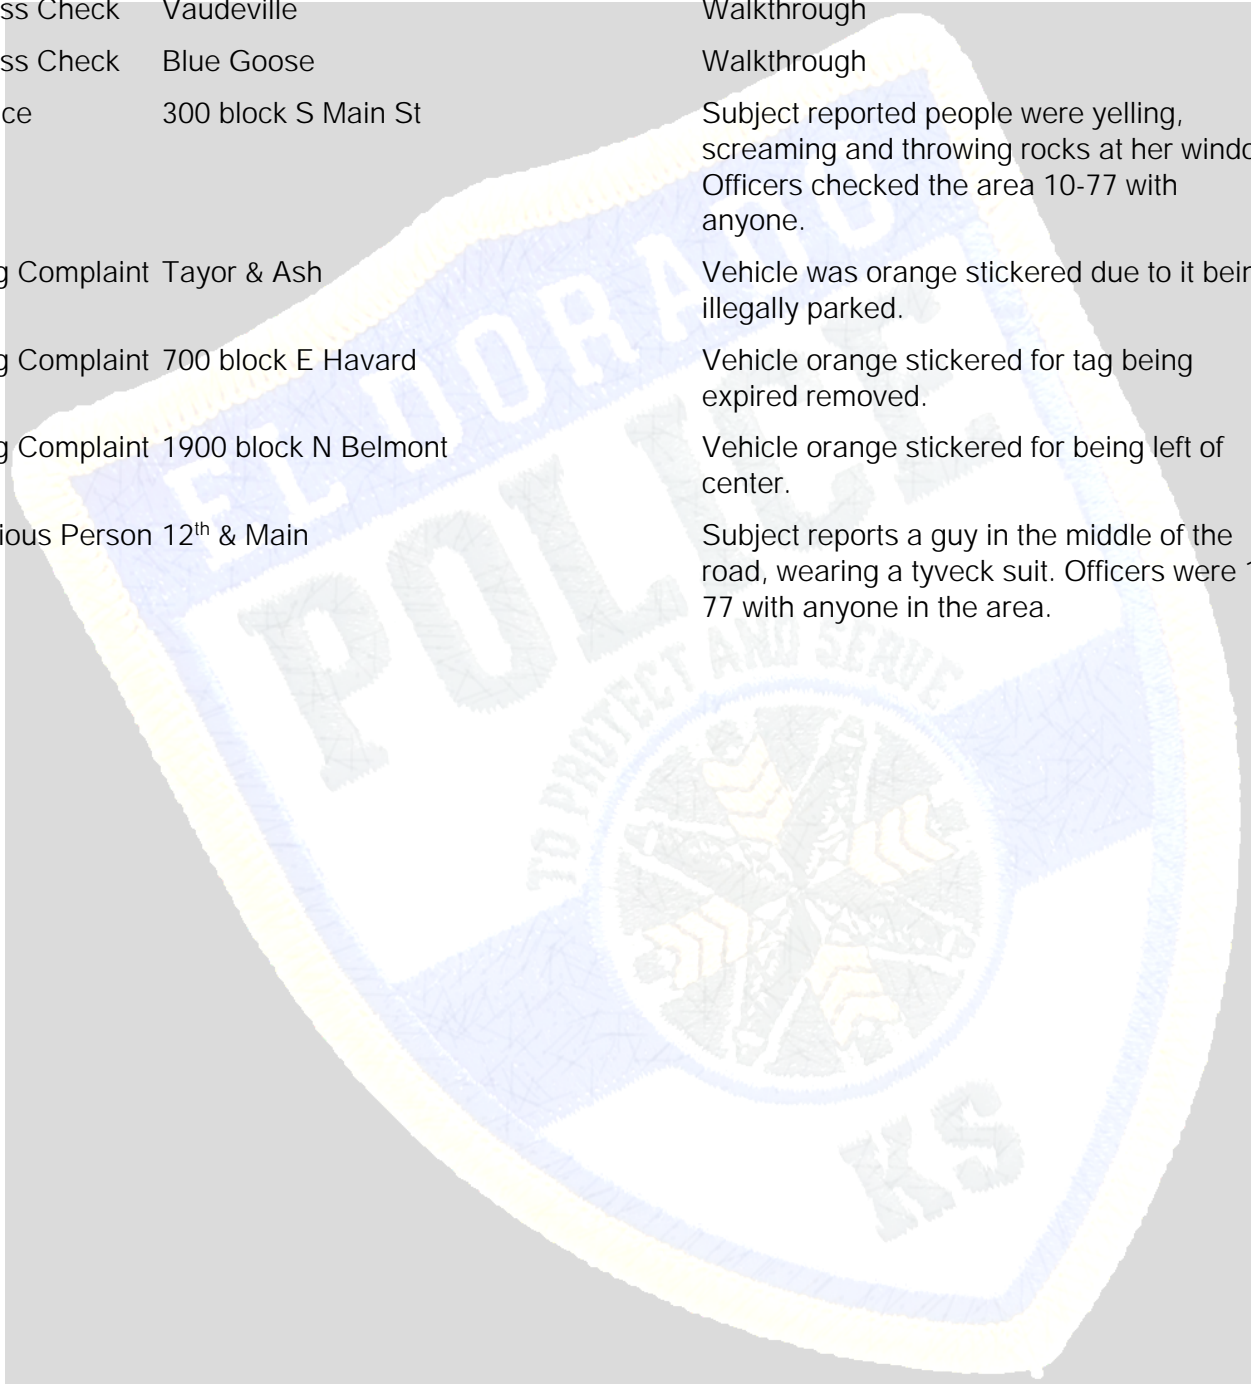 ss Check Vaudeville Walkthrough
ss Check Blue Goose Walkthrough
ce 300 block S Main St Subject reported people were yelling,
screaming and throwing rocks at her windo
Officers checked the area 10-77 with
anyone.
g Complaint Tayor & Ash Vehicle was orange stickered due to it bein
illegally parked.
g Complaint 700 block E Havard Vehicle orange stickered for tag being
expired removed.
g Complaint 1900 block N Belmont Vehicle orange stickered for being left of
center.
ious Person 12th & Main Subject reports a guy in the middle of the
road, wearing a tyveck suit. Officers were 1
77 with anyone in the area.
EL DORADO
POLICE
TO PROTECT AND SERVE
KS